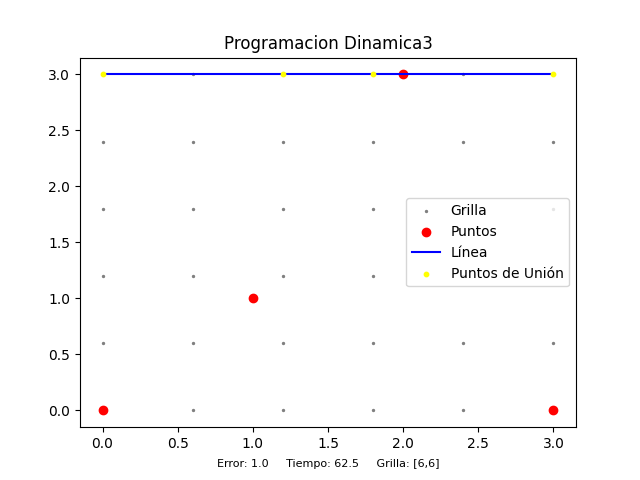 Programacion Dinamica3
3.0
2.5
2.0
1.5
1.0
0.5
0.0
Grilla
Puntos
Línea
Puntos de Unión
0.0 0.5 1.0 1.5 2.0 2.5 3.0
Error: 1.0 Tiempo: 62.5 Grilla: [6,6]